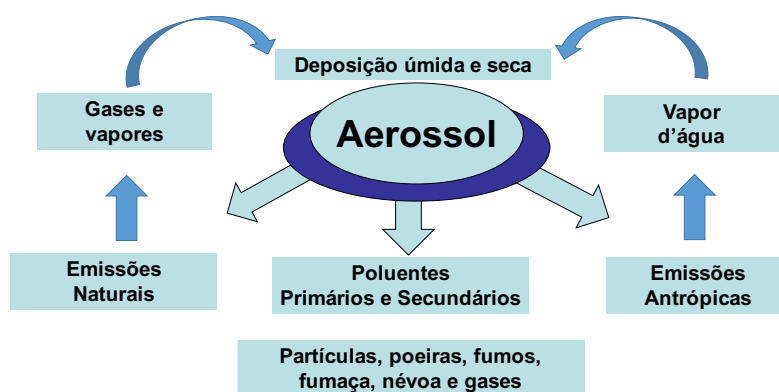 Deposição úmida e seca
Gases e
vapores
Aerossol
Vapor
d’água
Emissões
Naturais
Poluentes
Primários e Secundários
Emissões
Antrópicas
Partículas, poeiras, fumos,
fumaça, névoa e gases